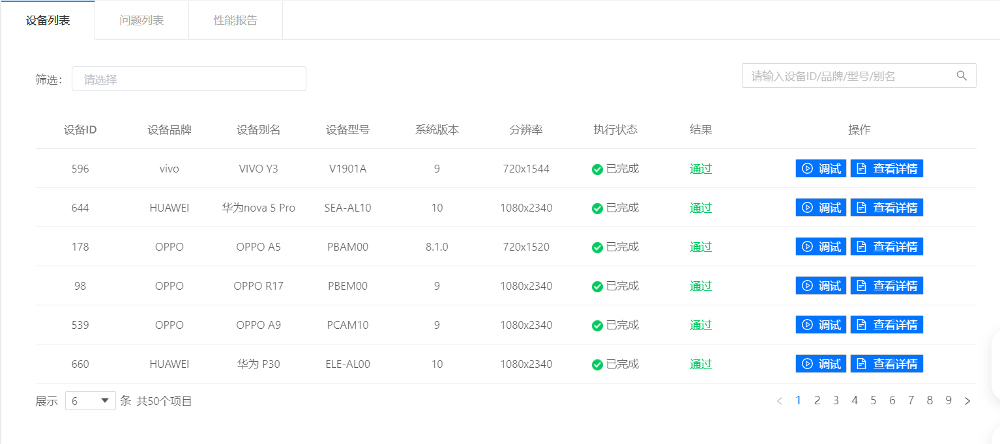 设备列表 问题列表 性能报告
筛选： 请选择 请输入设备ID/品牌/型号/别名
设备ID 设备品牌 设备别名 设备型号 系统版本 分辨率 执行状态 结果 操作
596 vivo VIVO Y3 V1901A 9 720x1544 已完成 通过 调试 查看详情
644 HUAWEI 华为nova 5 Pro SEA-AL10 10 1080x2340 已完成 通过 调试 查看详情
178 OPPO OPPO A5 PBAM00 8.1.0 720x1520 已完成 通过 调试 查看详情
98 OPPO OPPO R17 PBEM00 9 1080x2340 已完成 通过 调试 查看详情
539 OPPO OPPO A9 PCAM10 9 1080x2340 已完成 通过 调试 查看详情
660 HUAWEI 华为 P30 ELE-AL00 10 1080x2340 已完成 通过 调试 查看详情
展示 6 条 共50个项目 < 1 2 3 4 5 6 7 8 9 >